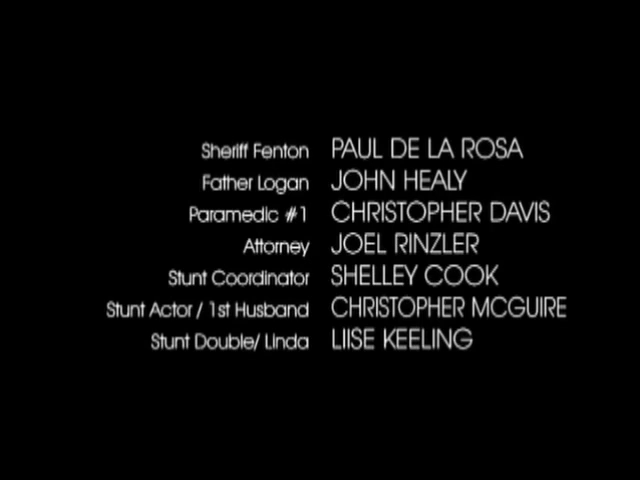 Sheriff Fenton PAUL DE LA ROSA
Father Logan JOHN HEALY
Paramedic #1 CHRISTOPHER DAVIS
Attorney JOEL RINZLER
Stunt Coordinator SHELLEY COOK
Stunt Actor / 1st Husband CHRISTOPHER MCGUIRE
Stunt Double/ Linda LIISE KEELING